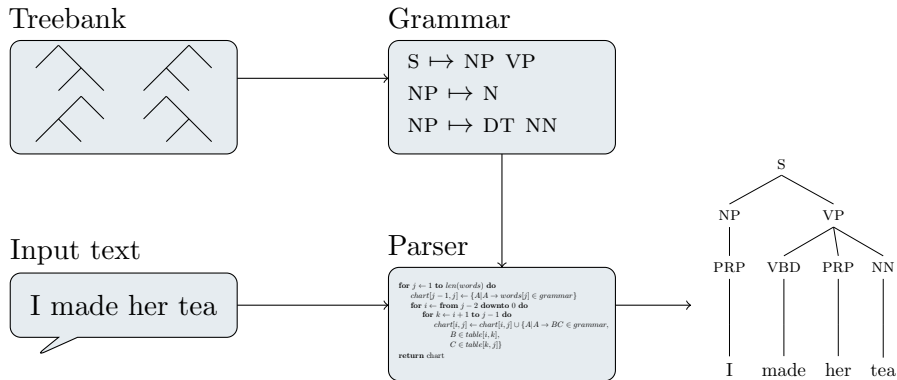 Treebank
Grammar
S ↦ NP VP
NP ↦ N
NP ↦ DT NN
Input text
I made her tea
Parser
for j ← 1 to len(words) do
chart[j − 1, j] ← {A|A → words[j] ∈ grammar}
for i ← from j − 2 downto 0 do
for k ← i + 1 to j − 1 do
chart[i, j] ← chart[i, j] ∪ {A|A → BC ∈ grammar,
B ∈ table[i, k],
C ∈ table[k, j]}
return chart
S
NP VP
PRP VBD PRP NN
I made her tea